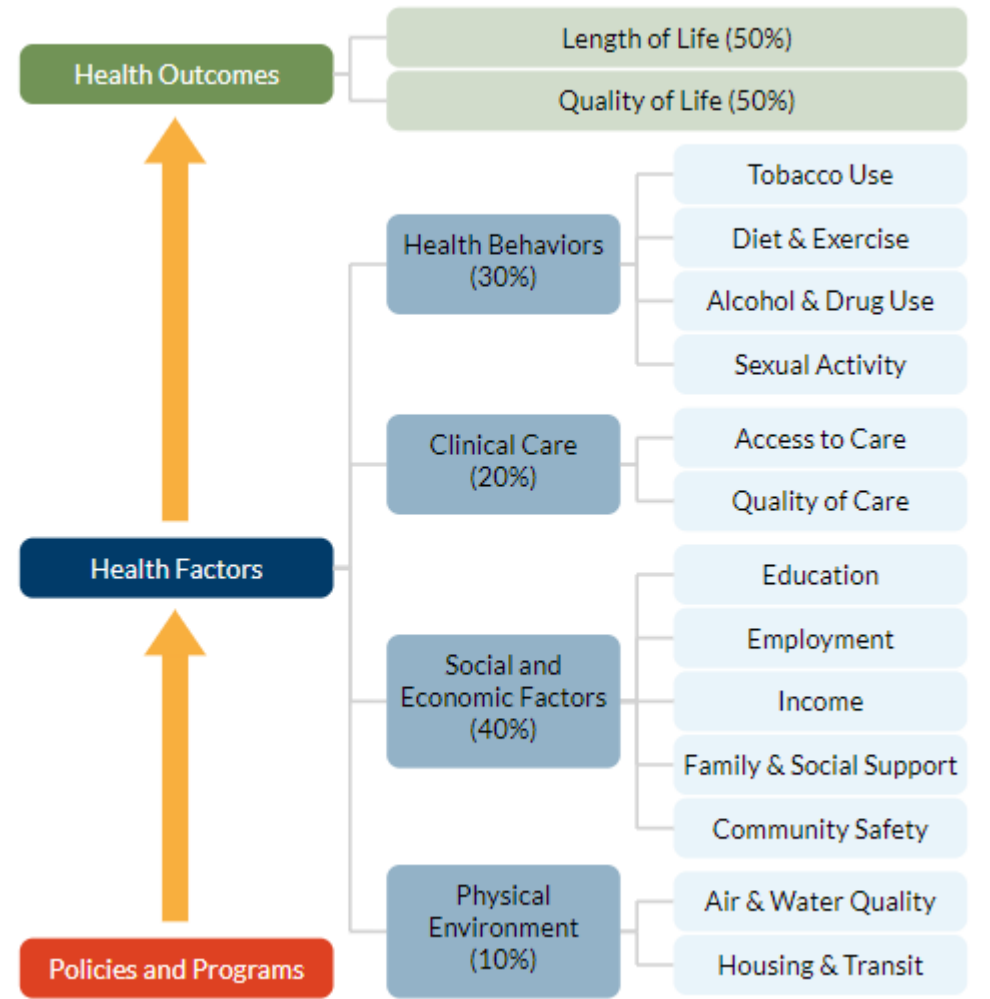 Health Outcomes
Length of Life (50%)
Quality of Life (50%)
Health Factors
Health Behaviors
(30%)
Tobacco Use
Diet & Exercise
Alcohol & Drug Use
Sexual Activity
Clinical Care
(20%)
Access to Care
Quality of Care
Social and
Economic Factors
(40%)
Education
Employment
Income
Family & Social Support
Community Safety
Physical
Environment
(10%)
Air & Water Quality
Housing & Transit
Policies and Programs